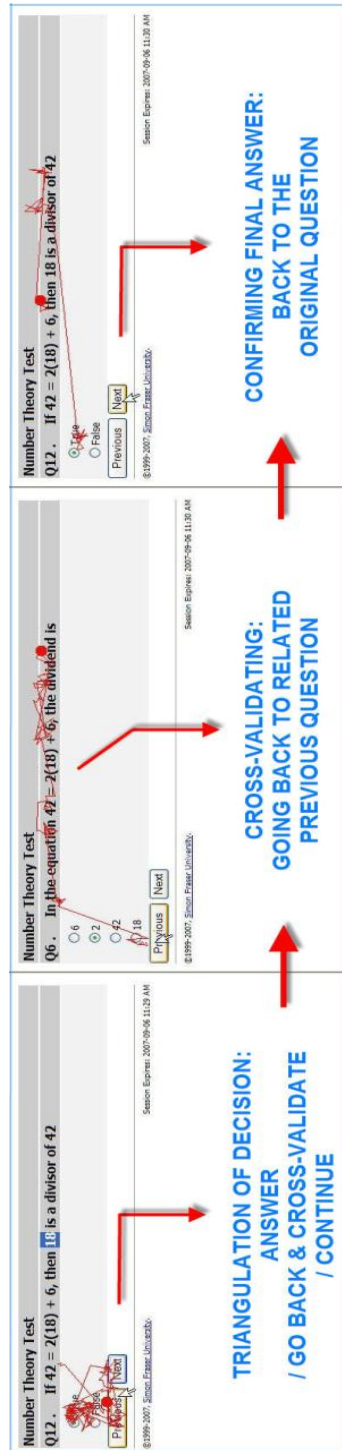 Number Theory Test
Q12 . If 42 = 2(18) + 6, then 18 is a divisor of 42
False
Previous Next
©1999-2007, Simon Fraser University.
Session Expires: 2007-09-06 11:29 AM
TRIANGULATION OF DECISION:
ANSWER
/ GO BACK & CROSS-VALIDATE
/ CONTINUE
Number Theory Test
Q6 . In the equation 42 = 2(18) + 6, the dividend is
6
2
42
18
Previous Next
©1999-2007, Simon Fraser University.
Session Expires: 2007-09-06 11:30 AM
CROSS-VALIDATING:
GOING BACK TO RELATED
PREVIOUS QUESTION
Number Theory Test
Q12 . If 42 = 2(18) + 6, then 18 is a divisor of 42
True
False
Previous Next
©1999-2007, Simon Fraser University.
Session Expires: 2007-09-06 11:30 AM
CONFIRMING FINAL ANSWER:
BACK TO THE
ORIGINAL QUESTION